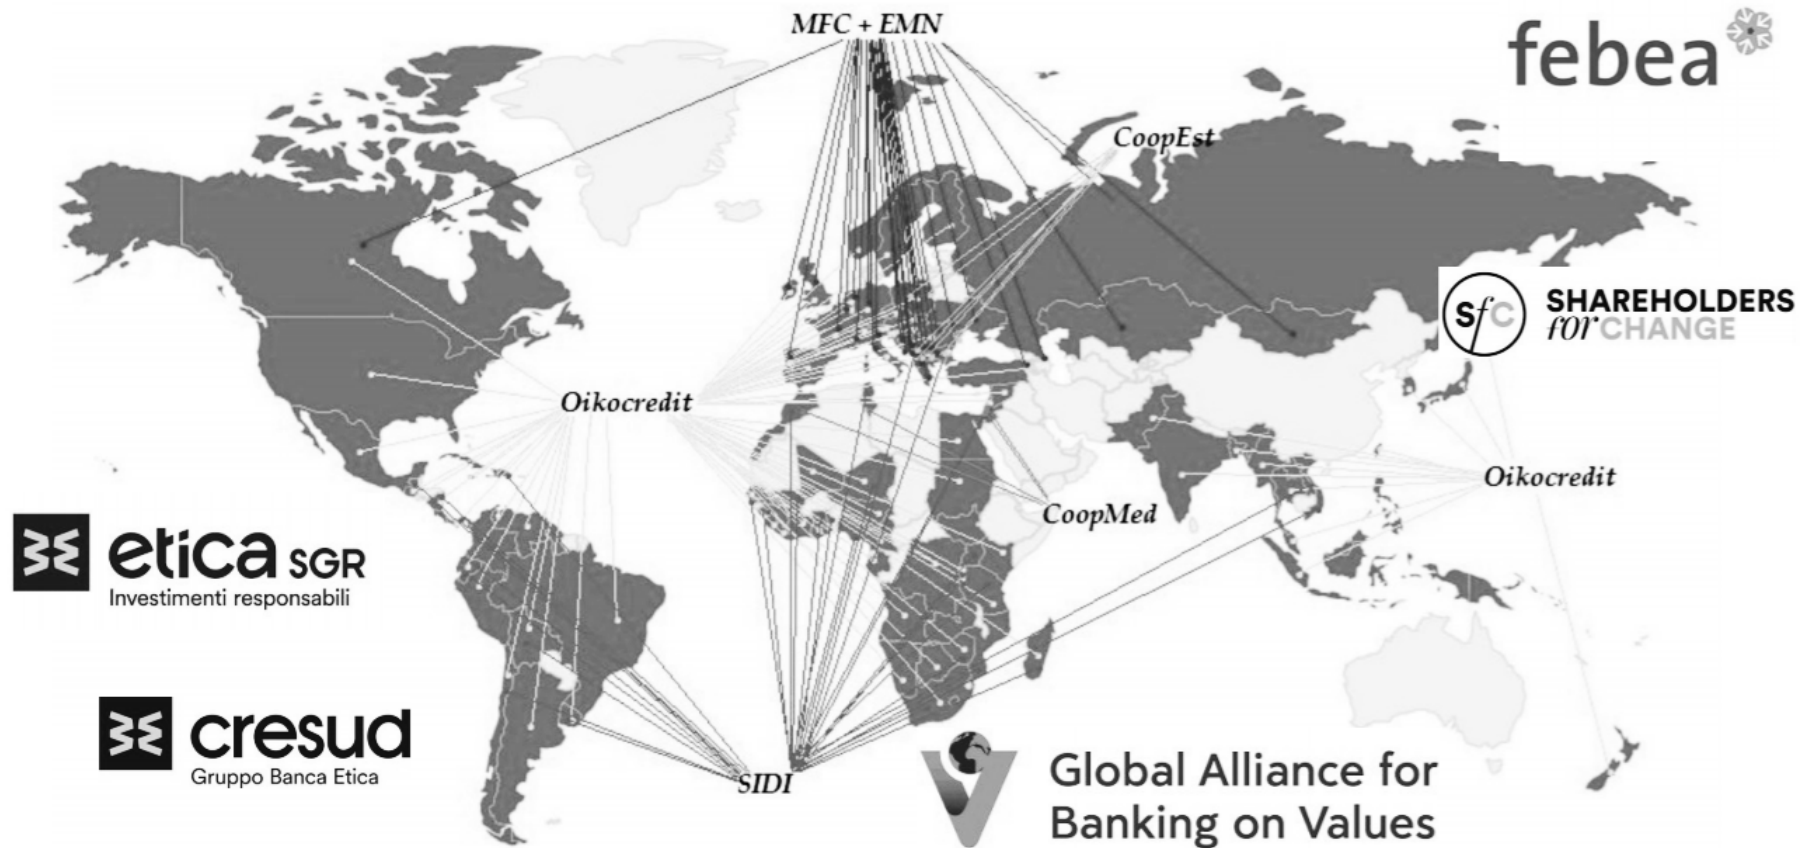 MFC + EMN
febea
CoopEst
SfC
SHAREHOLDERS
for CHANGE
Oikocredit
Oikocredit
CoopMed
etica SGR
Investimenti responsabili
cresud
Gruppo Banca Etica
SIDI
Global Alliance for
Banking on Values